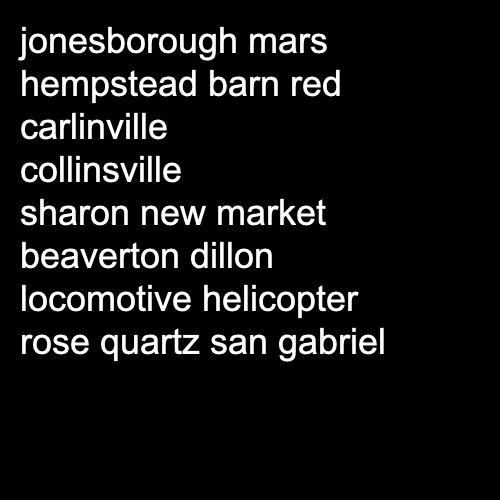 jonesborough mars
hempstead barn red
carlinville
collinsville
sharon new market
beaverton dillon
locomotive helicopter
rose quartz san gabriel